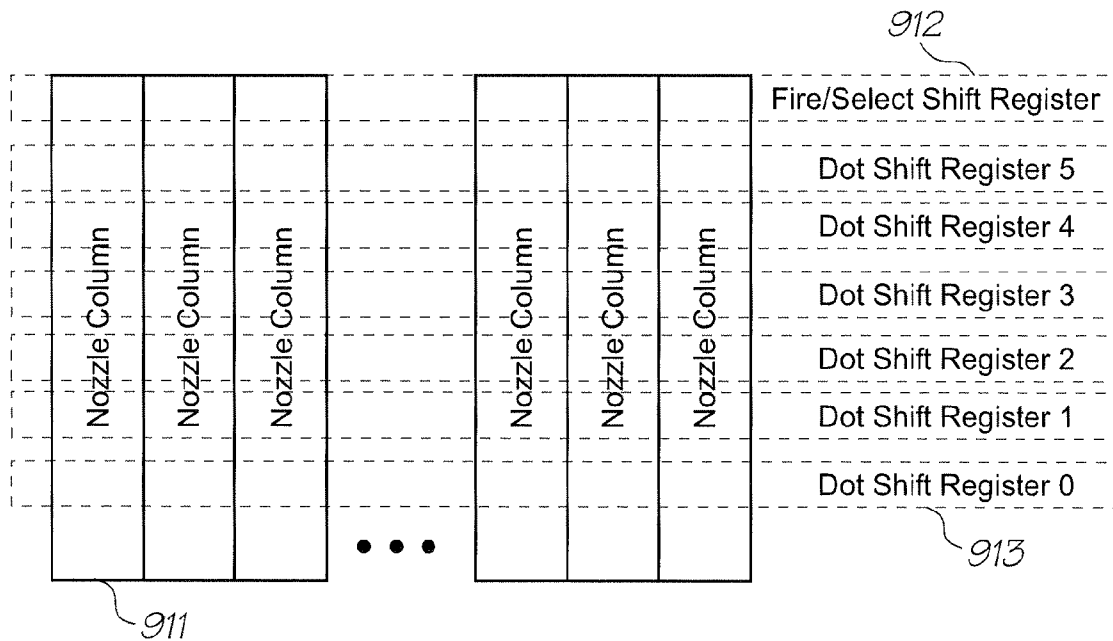 912
Fire/Select Shift Register
Dot Shift Register 5
Dot Shift Register 4
Dot Shift Register 3
Dot Shift Register 2
Dot Shift Register 1
Dot Shift Register 0
Nozzle Column
Nozzle Column
Nozzle Column
Nozzle Column
Nozzle Column
Nozzle Column
913
911